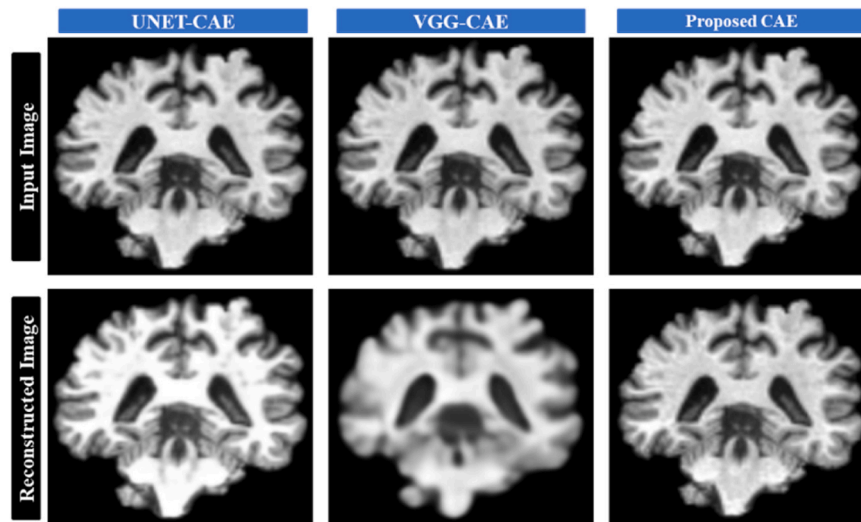 UNET-CAE
VGG-CAE
Proposed CAE
Input Image
Reconstructed Image